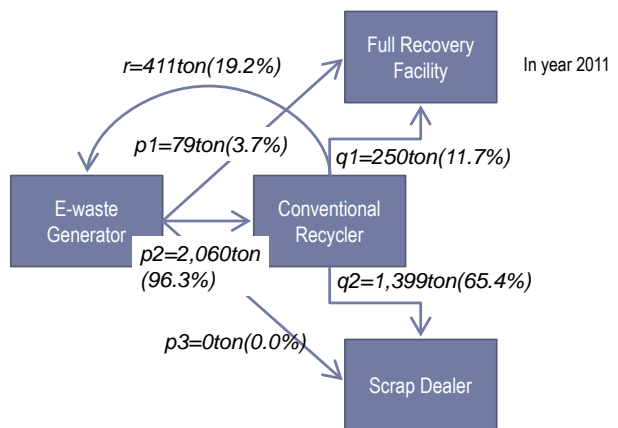 Full Recovery
Facility
In year 2011
r=411ton(19.2%)
p1=79ton(3.7%)
q1=250ton(11.7%)
E-waste
Generator
Conventional
Recycler
p2=2,060ton
(96.3%)
q2=1,399ton(65.4%)
p3=0ton(0.0%)
Scrap Dealer